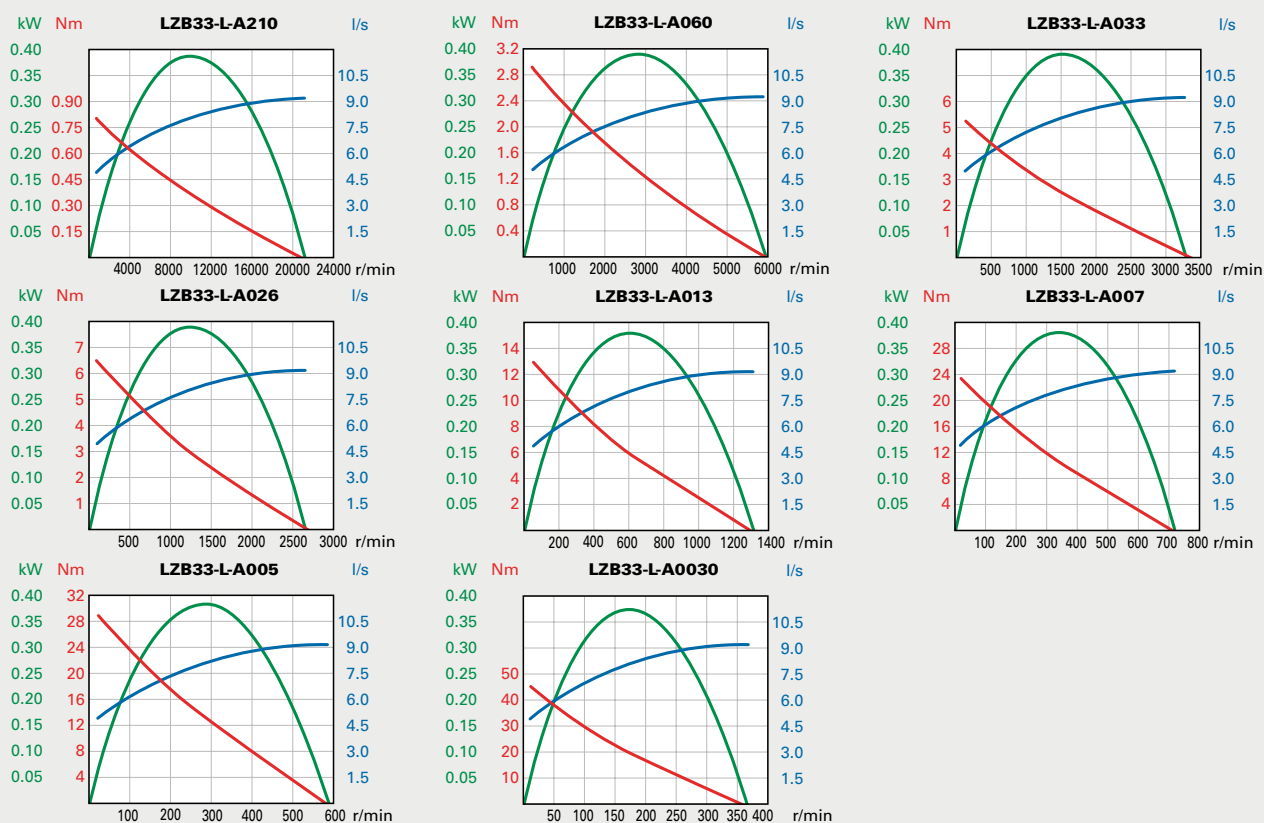 kW Nm LZB33-L-A210 l/s
0.40
0.35 10.5
0.30 0.90 9.0
0.25 0.75 7.5
0.20 0.60 6.0
0.15 0.45 4.5
0.10 0.30 3.0
0.05 0.15 1.5
4000 8000 12000 16000 20000 24000 r/min
kW Nm LZB33-L-A060 l/s
0.40 3.2
0.35 2.8 10.5
0.30 2.4 9.0
0.25 2.0 7.5
0.20 1.6 6.0
0.15 1.2 4.5
0.10 0.8 3.0
0.05 0.4 1.5
1000 2000 3000 4000 5000 6000 r/min
kW Nm LZB33-L-A033 l/s
0.40
0.35 10.5
0.30 6 9.0
0.25 5 7.5
0.20 4 6.0
0.15 3 4.5
0.10 2 3.0
0.05 1 1.5
500 1000 1500 2000 2500 3000 3500 r/min
kW Nm LZB33-L-A026 l/s
0.40
0.35 7 10.5
0.30 6 9.0
0.25 5 7.5
0.20 4 6.0
0.15 3 4.5
0.10 2 3.0
0.05 1 1.5
500 1000 1500 2000 2500 3000 r/min
kW Nm LZB33-L-A013 l/s
0.40
0.35 14 10.5
0.30 12 9.0
0.25 10 7.5
0.20 8 6.0
0.15 6 4.5
0.10 4 3.0
0.05 2 1.5
200 400 600 800 1000 1200 1400 r/min
kW Nm LZB33-L-A007 l/s
0.40
0.35 28 10.5
0.30 24 9.0
0.25 20 7.5
0.20 16 6.0
0.15 12 4.5
0.10 8 3.0
0.05 4 1.5
100 200 300 400 500 600 700 800 r/min
kW Nm LZB33-L-A005 l/s
0.40 32
0.35 28 10.5
0.30 24 9.0
0.25 20 7.5
0.20 16 6.0
0.15 12 4.5
0.10 8 3.0
0.05 4 1.5
100 200 300 400 500 600 r/min
kW Nm LZB33-L-A0030 l/s
0.40
0.35 10.5
0.30 9.0
0.25 50 7.5
0.20 40 6.0
0.15 30 4.5
0.10 20 3.0
0.05 10 1.5
50 100 150 200 250 300 350 400 r/min